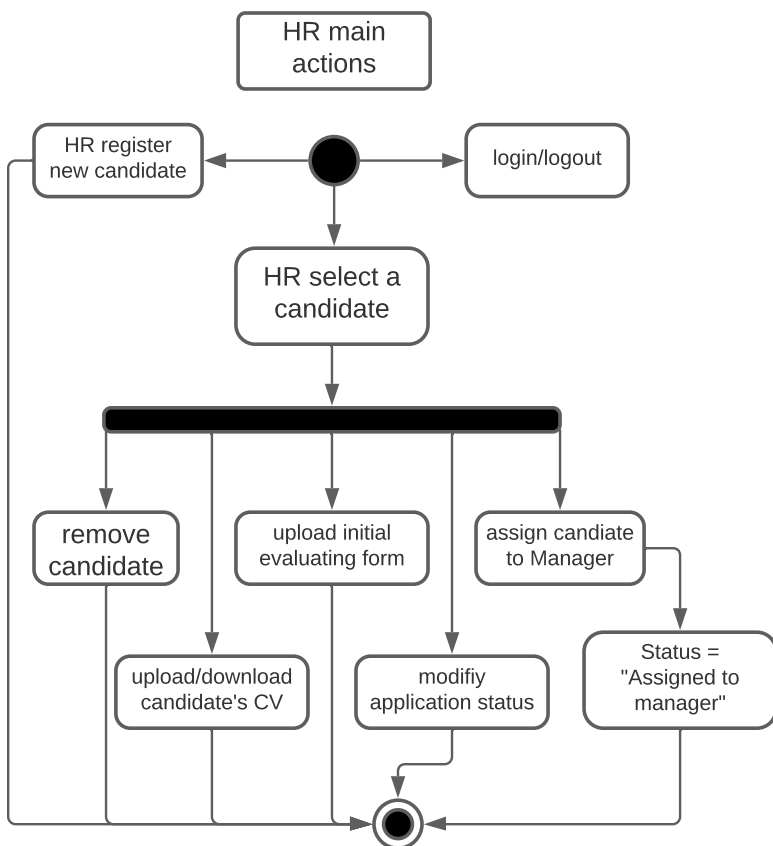 HR main
actions
HR register
new candidate
login/logout
HR select a
candidate
remove
candidate
upload initial
evaluating form
assign candiate
to Manager
upload/download
candidate's CV
modifiy
application status
Status =
"Assigned to
manager"